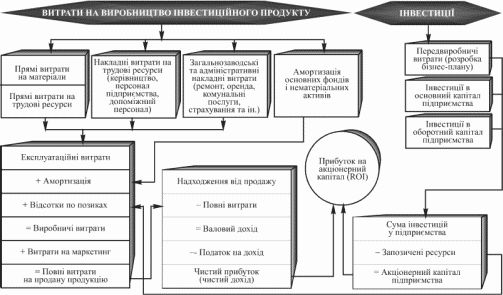 ВИТРАТИ НА ВИРОБНИЦТВО ІНВЕСТИЦІЙНОГО ПРОДУКТУ
ІНВЕСТИЦІЇ
Прямі витрати
на матеріали
Прямі витрати
на трудові ресурси
Накладні витрати на
трудові ресурси
(керівництво,
персонал
підприємства,
допоміжний
персонал)
Загальнозаводські
та адміністративні
накладні витрати
(ремонт, оренда,
комунальні
послуги,
страхування та ін.)
Амортизація
основних фондів
і нематеріальних
активів
Передвиробничі
витрати (розробка
бізнес-плану)
Інвестиції в
основний капітал
підприємства
Інвестиції в
оборотний капітал
підприємства
Експлуатаційні витрати
+ Амортизація
+ Відсотки по позиках
= Виробничі витрати
+ Витрати на маркетинг
= Повні витрати
на продану продукцію
Надходження від продажу
– Повні витрати
= Валовий дохід
– Податок на дохід
Чистий прибуток
(чистий дохід)
Прибуток на
акціонерний
капітал (ROI)
Сума інвестицій
у підприємства
– Запозичені ресурси
= Акціонерний капітал
підприємства